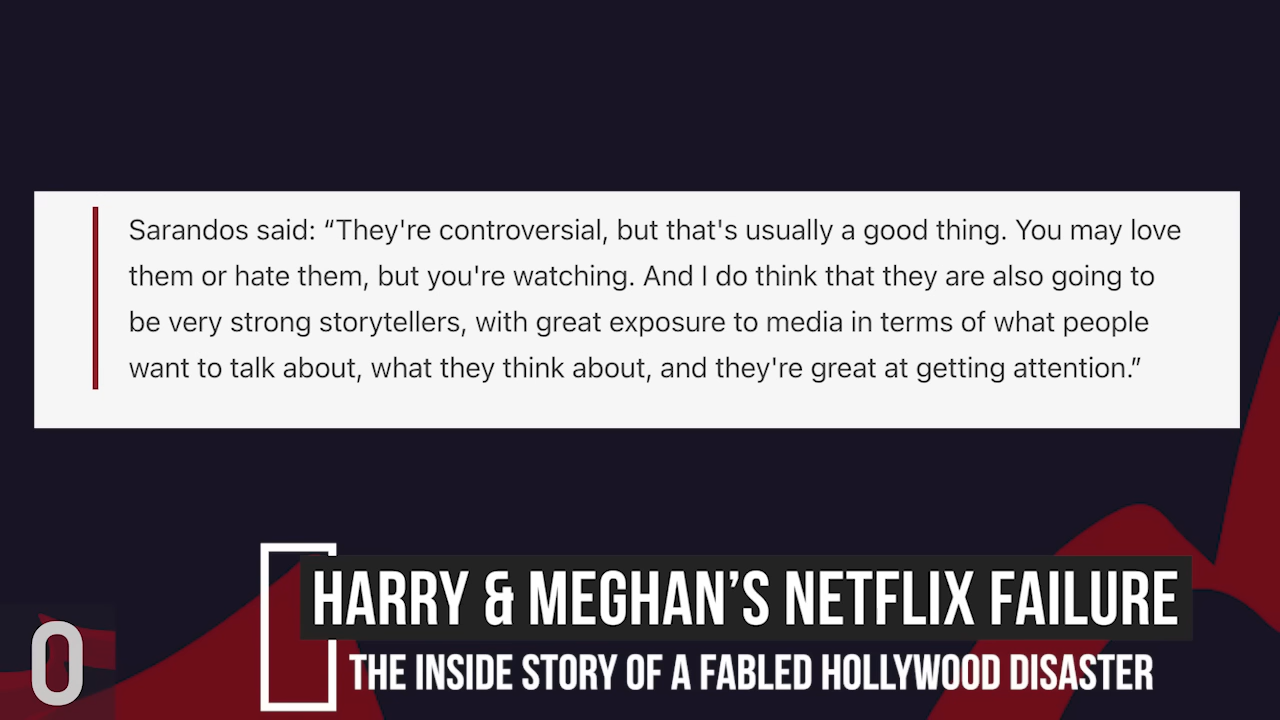 Sarandos said: “They're controversial, but that's usually a good thing. You may love
them or hate them, but you're watching. And I do think that they are also going to
be very strong storytellers, with great exposure to media in terms of what people
want to talk about, what they think about, and they're great at getting attention.”
HARRY & MEGHAN’S NETFLIX FAILURE
THE INSIDE STORY OF A FABLED HOLLYWOOD DISASTER
0